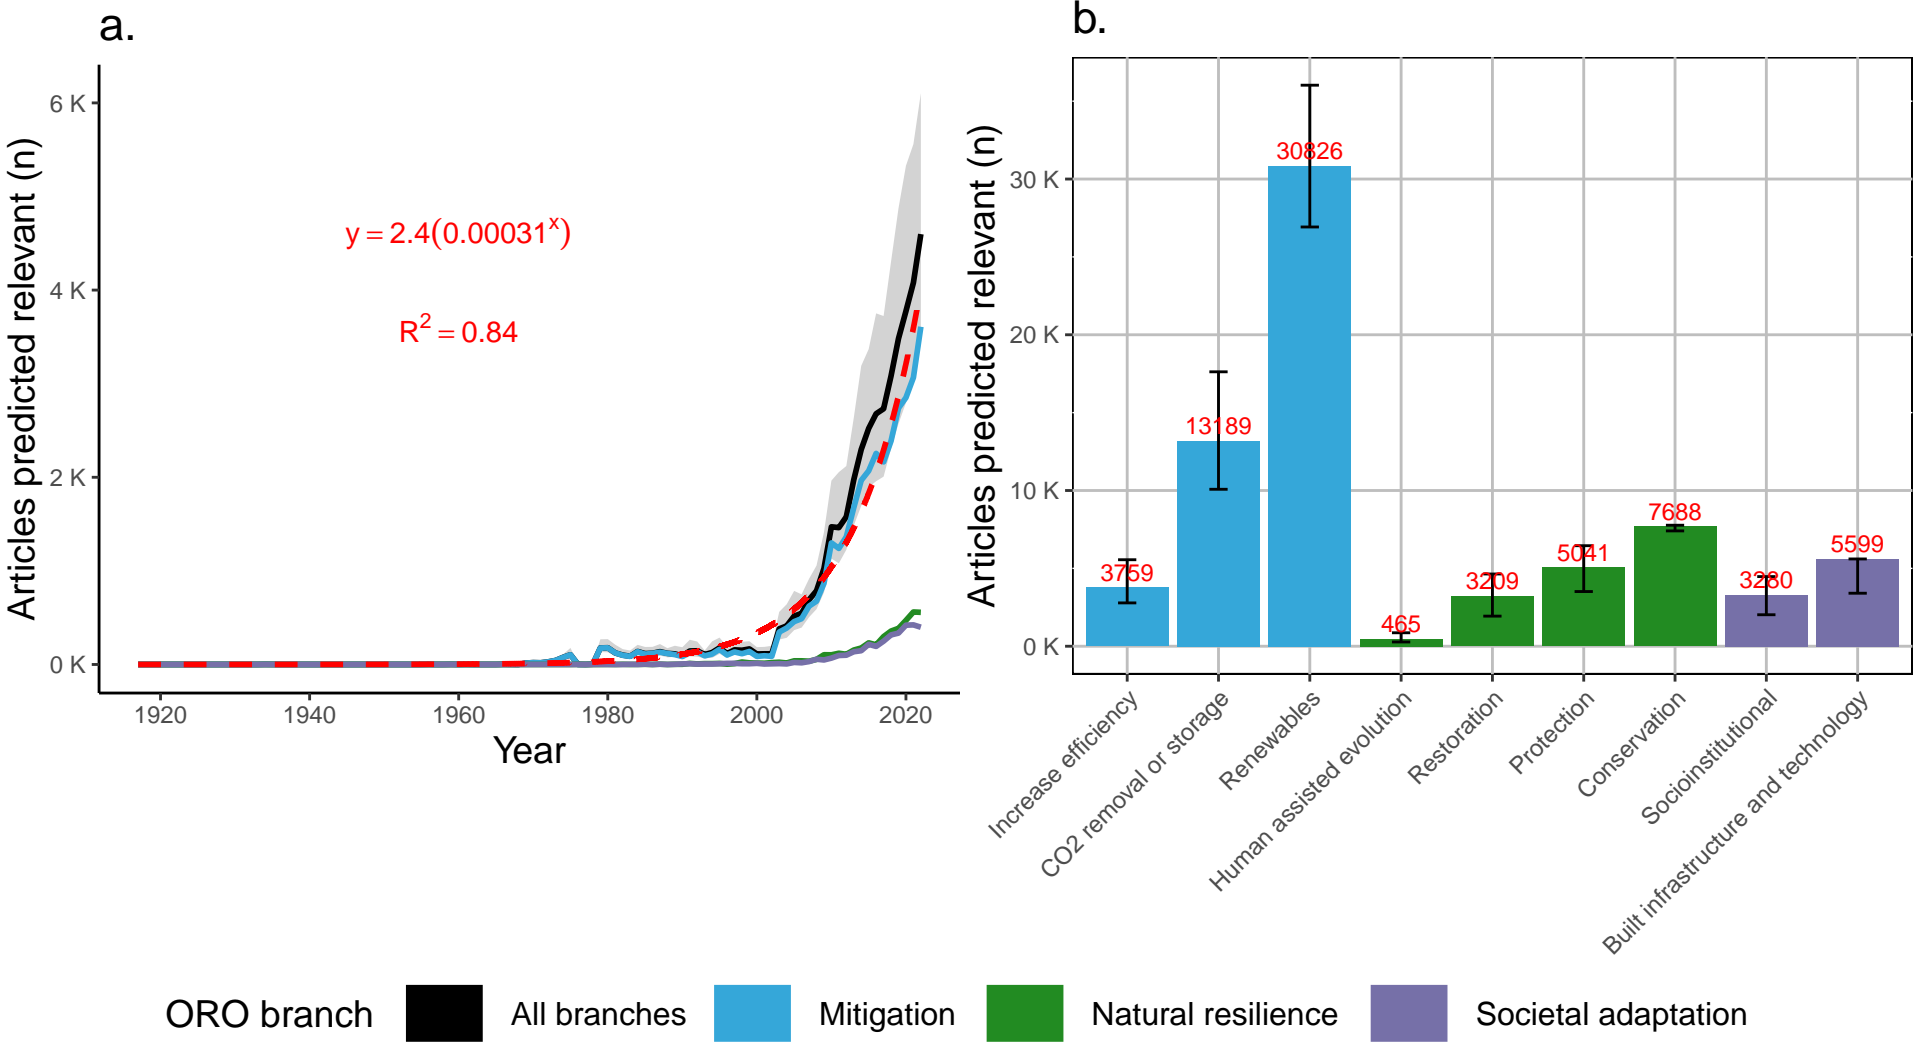 a.
Articles predicted relevant (n)
6 K
4 K
2 K
0 K
y = 2.4(0.00031^x)
R² = 0.84
1920 1940 1960 1980 2000 2020
Year
b.
Articles predicted relevant (n)
30 K
20 K
10 K
0 K
3759
13189
30826
465
3209
5041
7688
3280
5599
Increase efficiency
CO2 removal or storage
Renewables
Human assisted evolution
Restoration
Protection
Conservation
Socioinstitutional
Built infrastructure and technology
ORO branch All branches Mitigation Natural resilience Societal adaptation